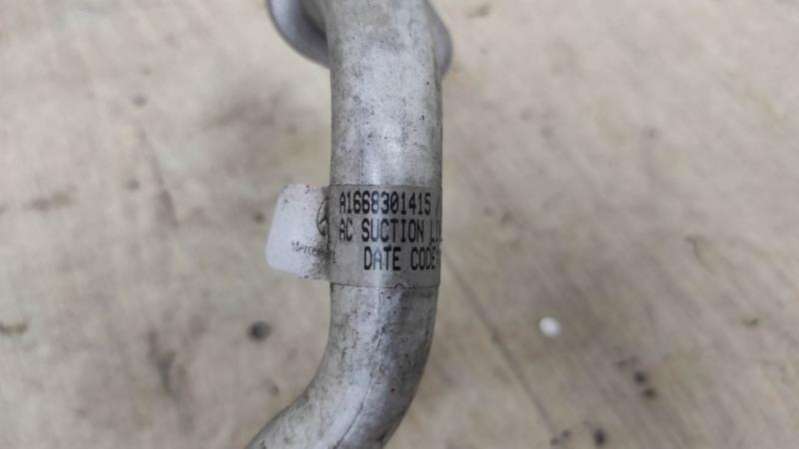 A1668301415 /
AC SUCTION
DATE CODE